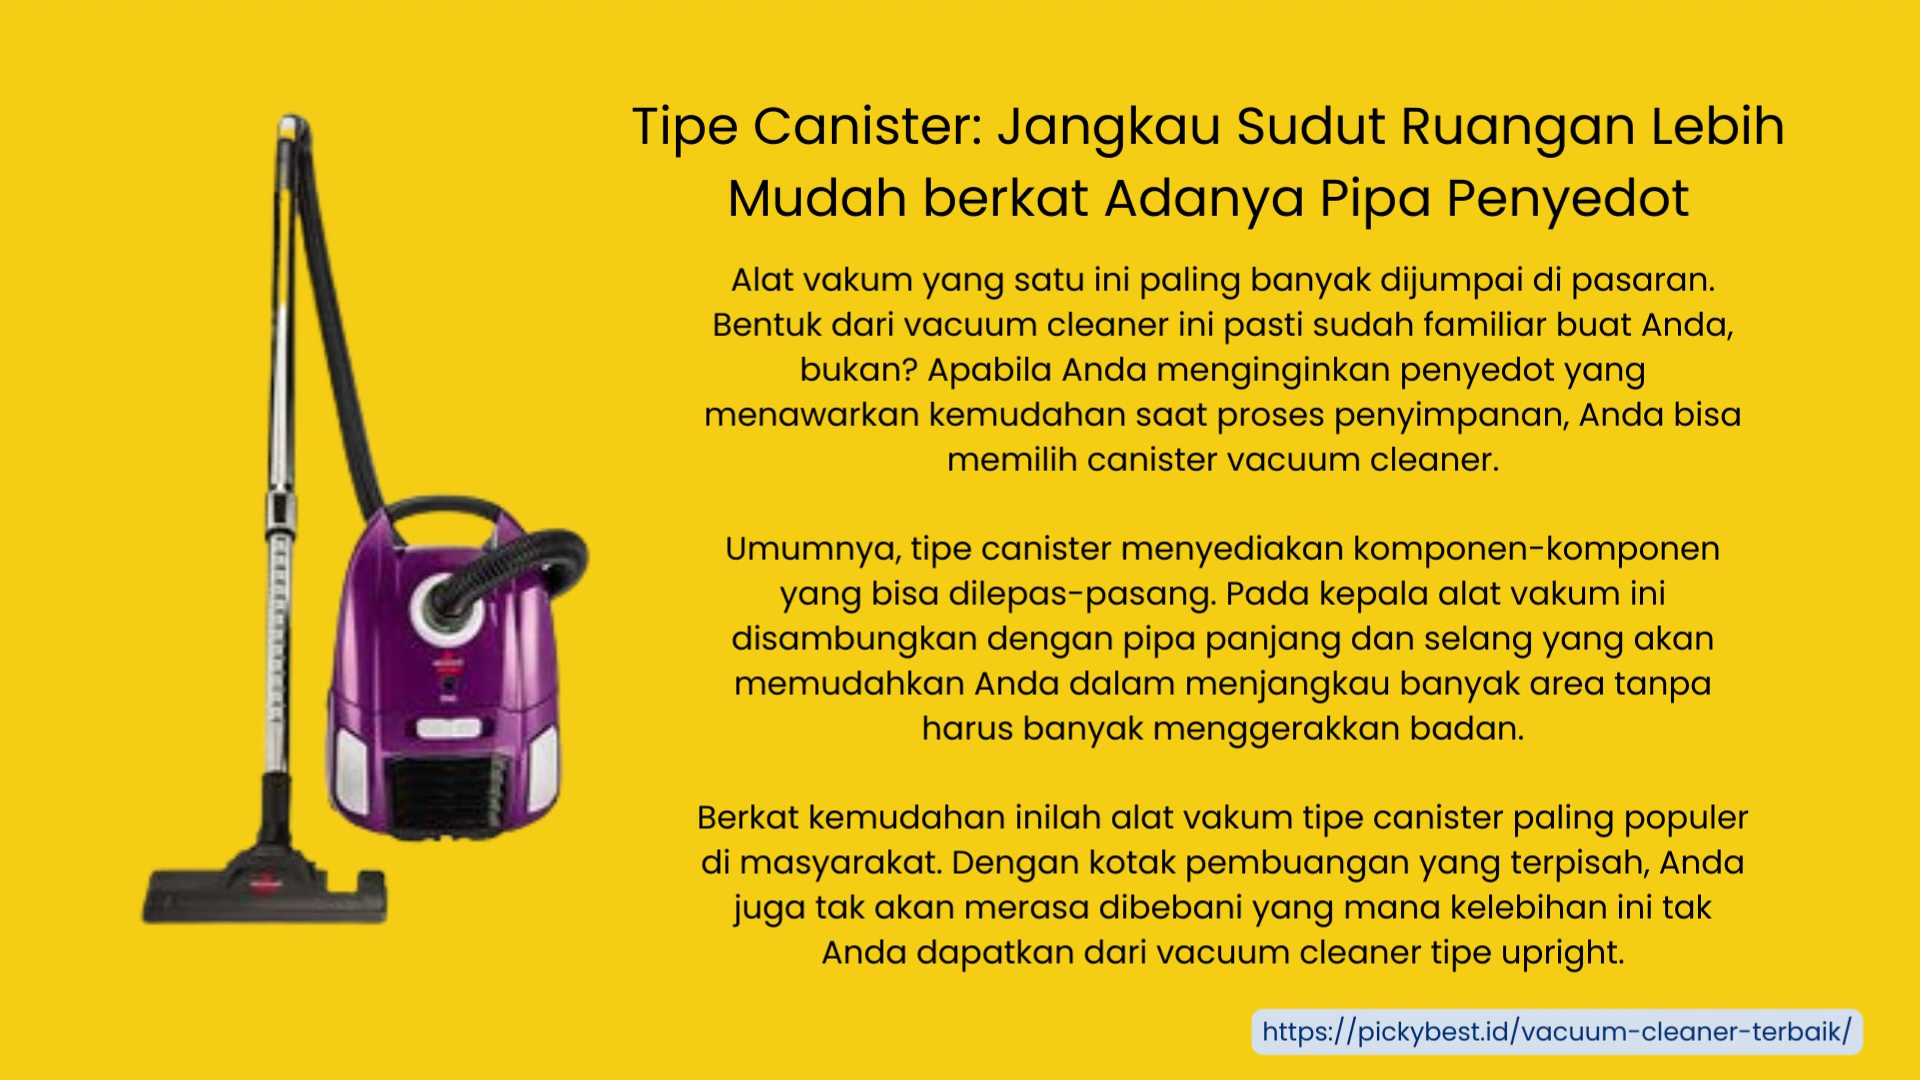 Tipe Canister: Jangkau Sudut Ruangan Lebih
Mudah berkat Adanya Pipa Penyedot
Alat vakum yang satu ini paling banyak dijumpai di pasaran.
Bentuk dari vacuum cleaner ini pasti sudah familiar buat Anda,
bukan? Apabila Anda menginginkan penyedot yang
menawarkan kemudahan saat proses penyimpanan, Anda bisa
memilih canister vacuum cleaner.
Umumnya, tipe canister menyediakan komponen-komponen
yang bisa dilepas-pasang. Pada kepala alat vakum ini
disambungkan dengan pipa panjang dan selang yang akan
memudahkan Anda dalam menjangkau banyak area tanpa
harus banyak menggerakkan badan.
Berkat kemudahan inilah alat vakum tipe canister paling populer
di masyarakat. Dengan kotak pembuangan yang terpisah, Anda
juga tak akan merasa dibebani yang mana kelebihan ini tak
Anda dapatkan dari vacuum cleaner tipe upright.
https://pickybest.id/vacuum-cleaner-terbaik/